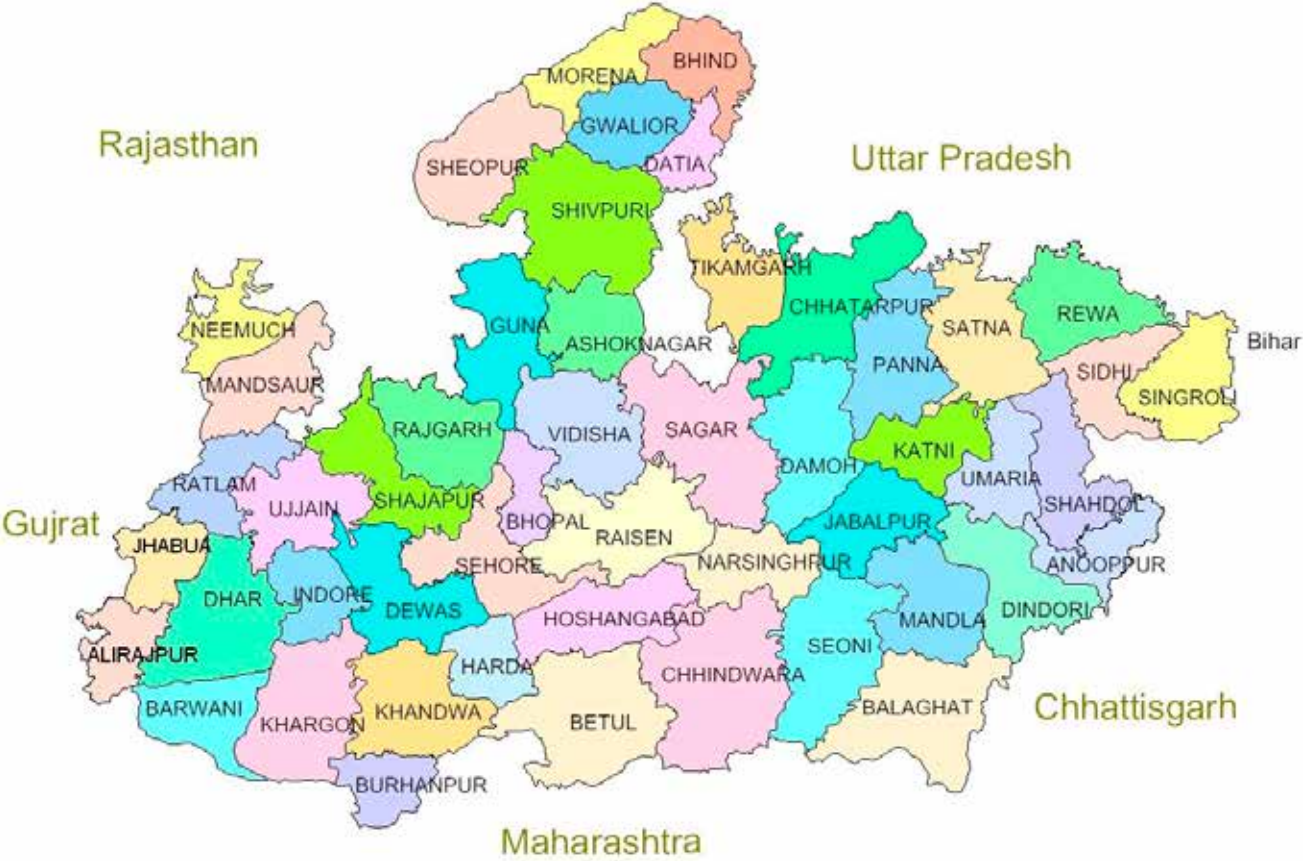 BHIND
MORENA
GWALIOR
Rajasthan
Uttar Pradesh
DATIA
SHEOPUR
SHIVPURI
TIKAMGARH
CHHATARPUR
REWA
NEEMUCH
GUNA
SATNA
ASHOKNAGAR
Bihar
PANNA
SIDHI
MANDSAUR
SINGROLI
RAJGARH
VIDISHA
SAGAR
KATNI
DAMOH
UMARIA
RATLAM
SHAJAPUR
SHAHDOL
UJJAIN
Gujrat
BHOPAL
JABALPUR
RAISEN
JHABUA
NARSINGHPUR
SEHORE
ANOOPPUR
INDORE
DHAR
DEWAS
DINDORI
HOSHANGABAD
MANDLA
SEONI
ALIRAJPUR
HARDA
CHHINDWARA
BARWANI
KHANDWA
BALAGHAT
Chhattisgarh
KHARGON
BETUL
BURHANPUR
Maharashtra